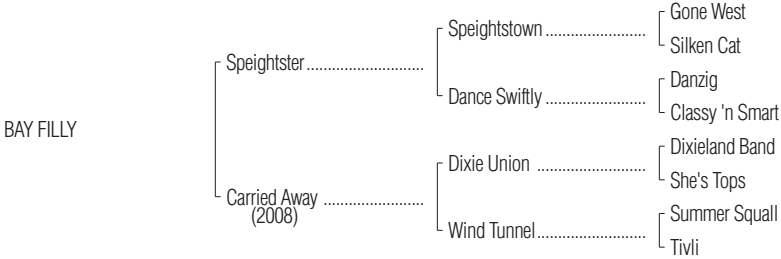 Gone West
Speightstown ........................
Silken Cat
Speightster ............................
Danzig
Dance Swiftly ........................
Classy 'n Smart
BAY FILLY
Dixieland Band
Dixie Union ..........................
She's Tops
Carried Away ........................
(2008)
Summer Squall
Wind Tunnel ..........................
Tivli